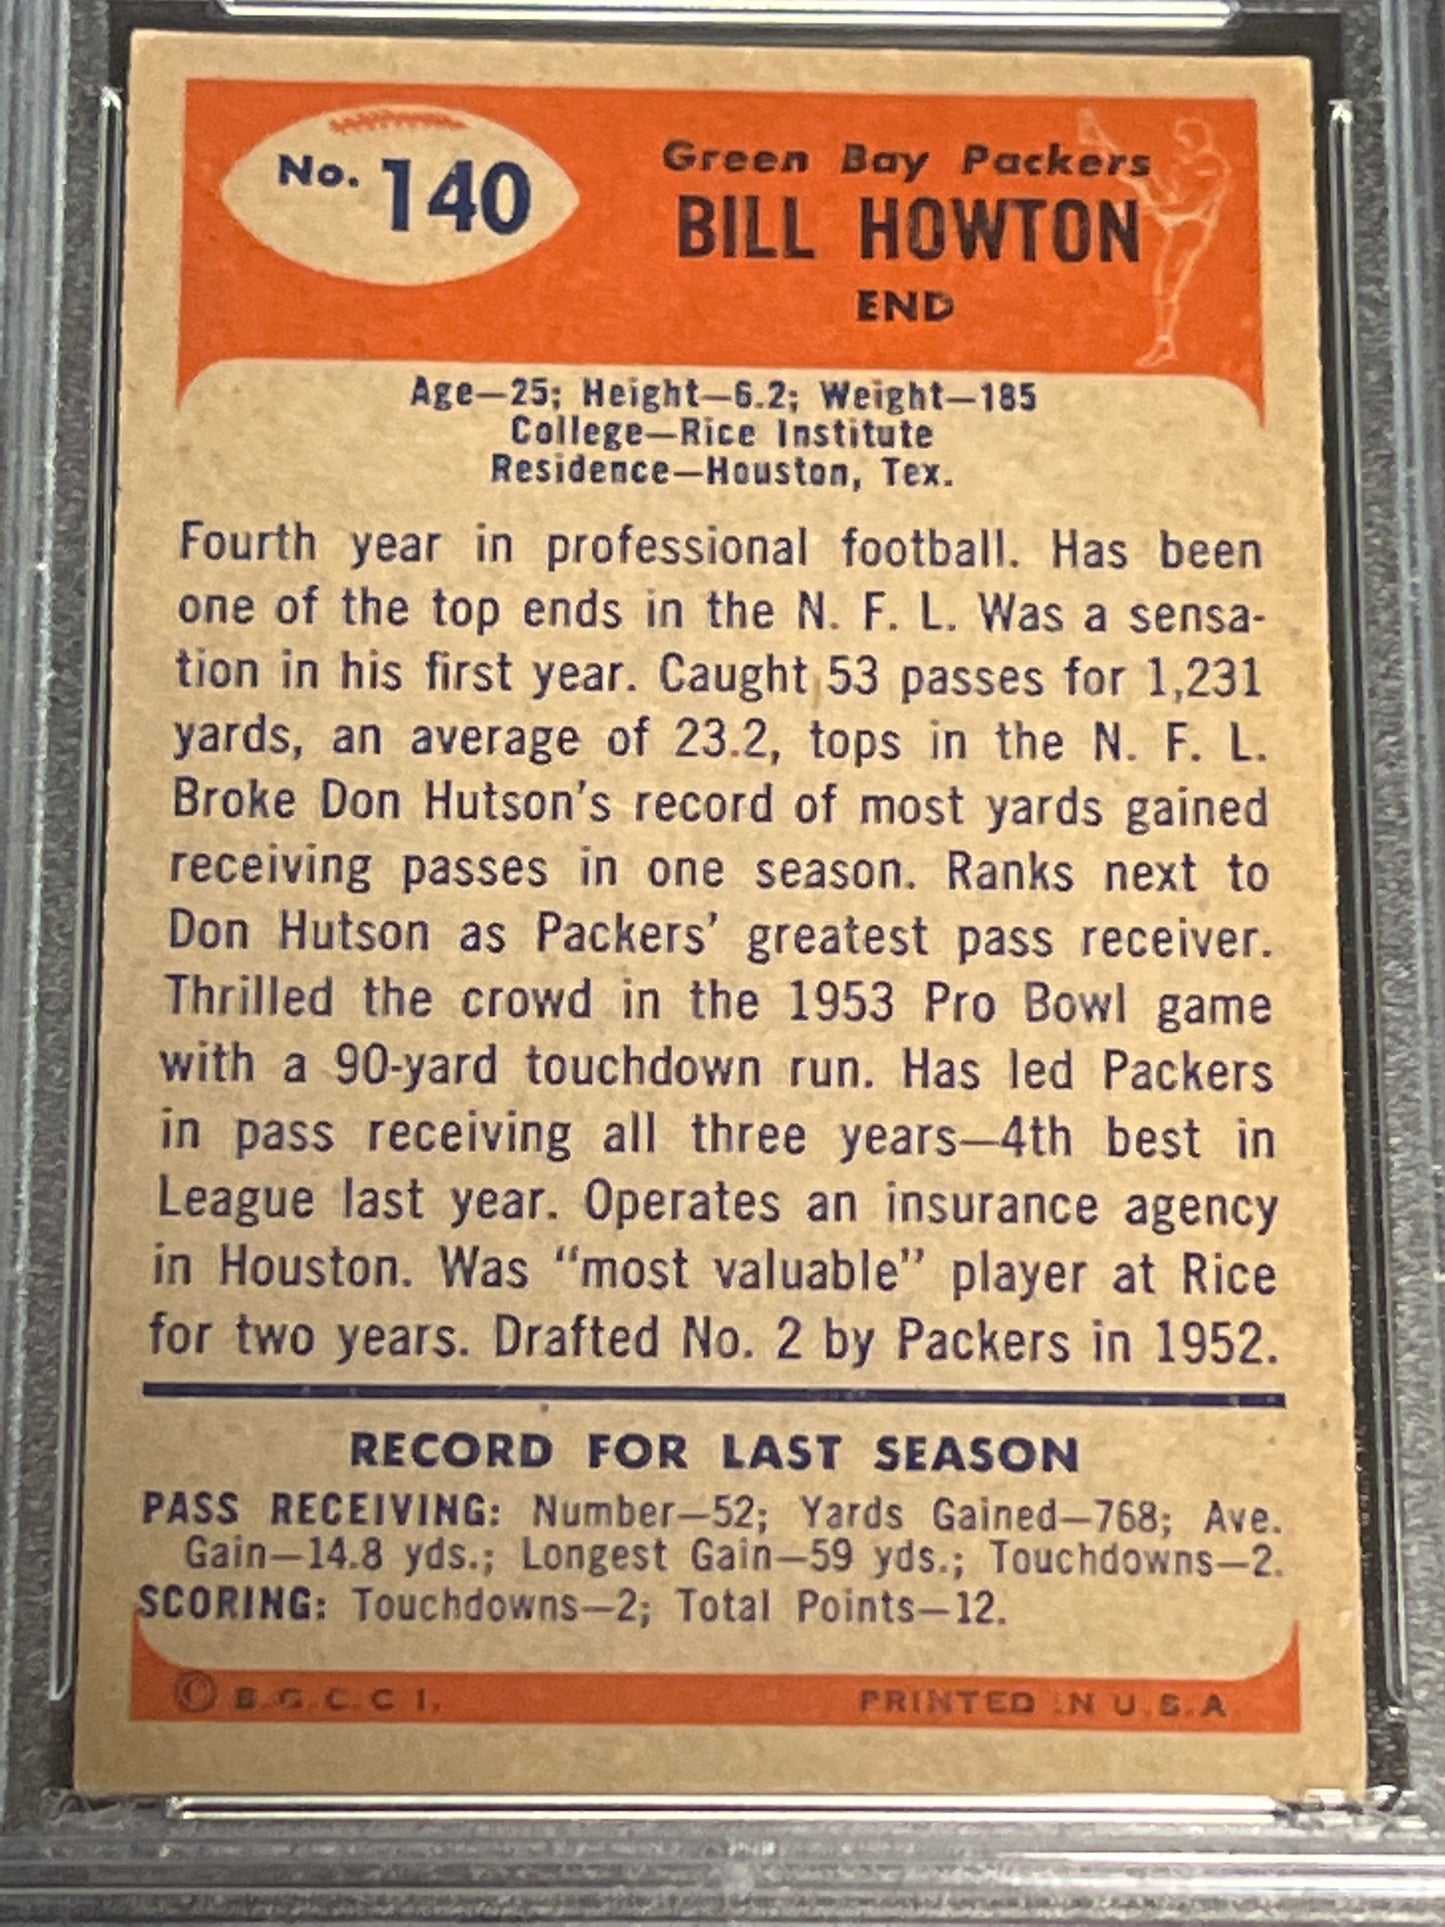 No. 140
Green Bay Packers
BILL HOWTON
END
Age—25; Height—6.2; Weight—185
College—Rice Institute
Residence—Houston, Tex.
Fourth year in professional football. Has been
one of the top ends in the N. F. L. Was a sensa-
tion in his first year. Caught 53 passes for 1,231
yards, an average of 23.2, tops in the N. F. L.
Broke Don Hutson's record of most yards gained
receiving passes in one season. Ranks next to
Don Hutson as Packers' greatest pass receiver.
Thrilled the crowd in the 1953 Pro Bowl game
with a 90-yard touchdown run. Has led Packers
in pass receiving all three years—4th best in
League last year. Operates an insurance agency
in Houston. Was "most valuable" player at Rice
for two years. Drafted No. 2 by Packers in 1952.
RECORD FOR LAST SEASON
PASS RECEIVING: Number—52; Yards Gained—768; Ave.
Gain—14.8 yds.; Longest Gain—59 yds.; Touchdowns—2.
SCORING: Touchdowns—2; Total Points—12.
© B.G.C.C I. PRINTED IN U.S.A.